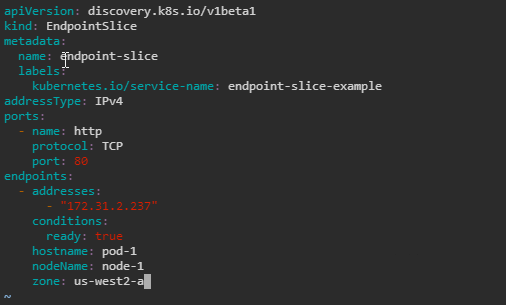 apiVersion: discovery.k8s.io/v1beta1
kind: EndpointSlice
metadata:
  name: endpoint-slice
  labels:
    kubernetes.io/service-name: endpoint-slice-example
addressType: IPv4
ports:
  - name: http
    protocol: TCP
    port: 80
endpoints:
  - addresses:
      - "172.31.2.237"
    conditions:
      ready: true
    hostname: pod-1
    nodeName: node-1
    zone: us-west2-a
~